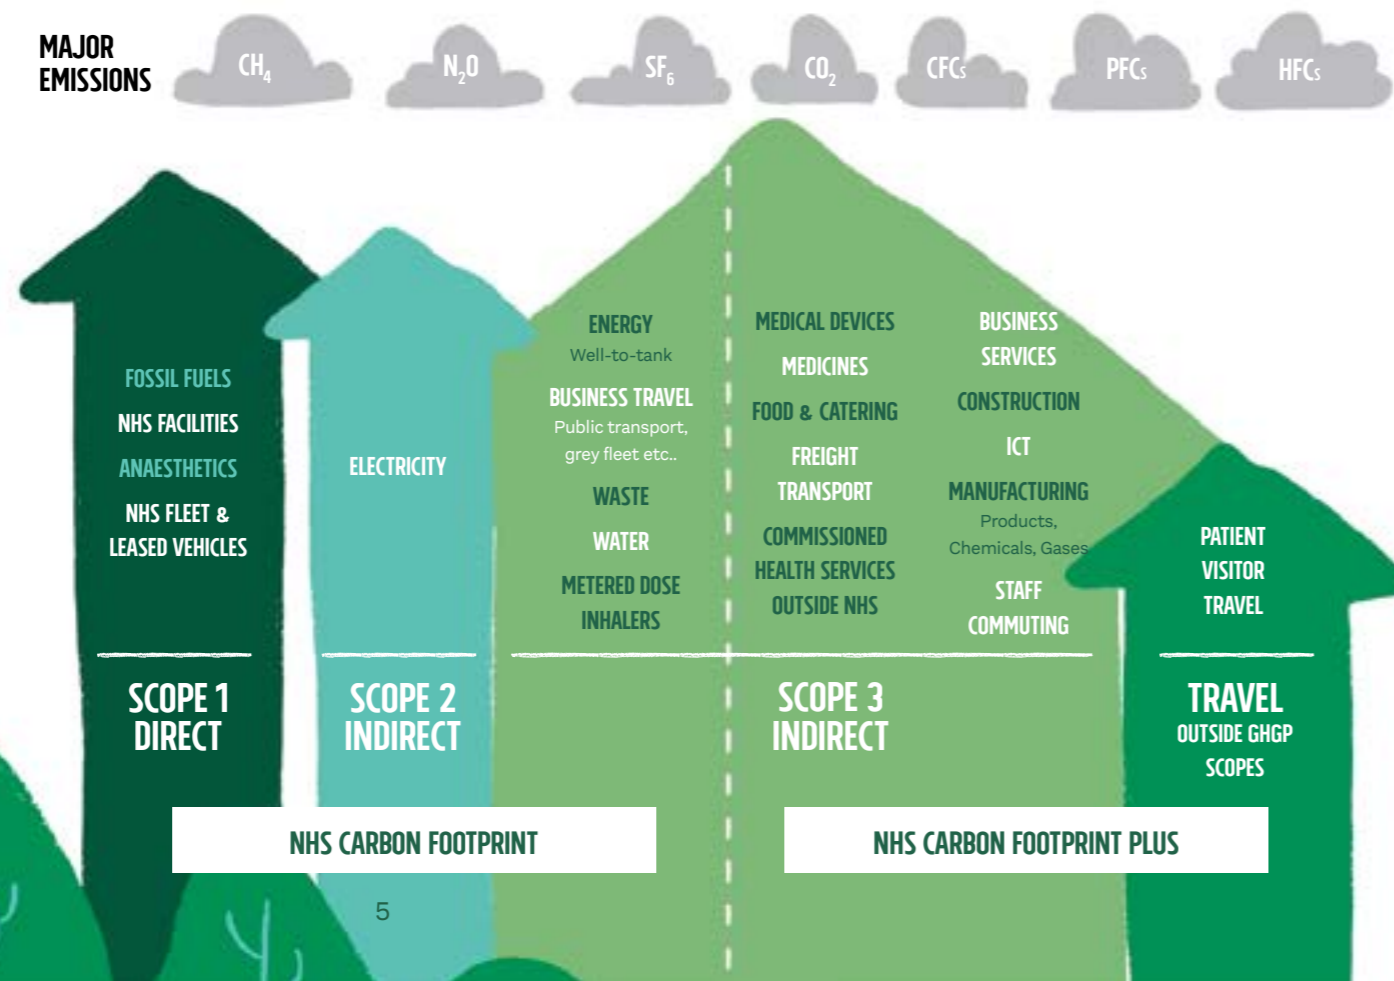 MAJOR
EMISSIONS
CH₄
N₂O
SF₆
CO₂
CFCs
PFCs
HFCs
FOSSIL FUELS
NHS FACILITIES
ANAESTHETICS
NHS FLEET &
LEASED VEHICLES
SCOPE 1
DIRECT
ELECTRICITY
SCOPE 2
INDIRECT
ENERGY
Well-to-tank
BUSINESS TRAVEL
Public transport,
grey fleet etc..
WASTE
WATER
METERED DOSE
INHALERS
MEDICAL DEVICES
MEDICINES
FOOD & CATERING
FREIGHT
TRANSPORT
COMMISSIONED
HEALTH SERVICES
OUTSIDE NHS
BUSINESS
SERVICES
CONSTRUCTION
ICT
MANUFACTURING
Products,
Chemicals, Gases
STAFF
COMMUTING
SCOPE 3
INDIRECT
PATIENT
VISITOR
TRAVEL
TRAVEL
OUTSIDE GHGP
SCOPES
NHS CARBON FOOTPRINT
NHS CARBON FOOTPRINT PLUS
5